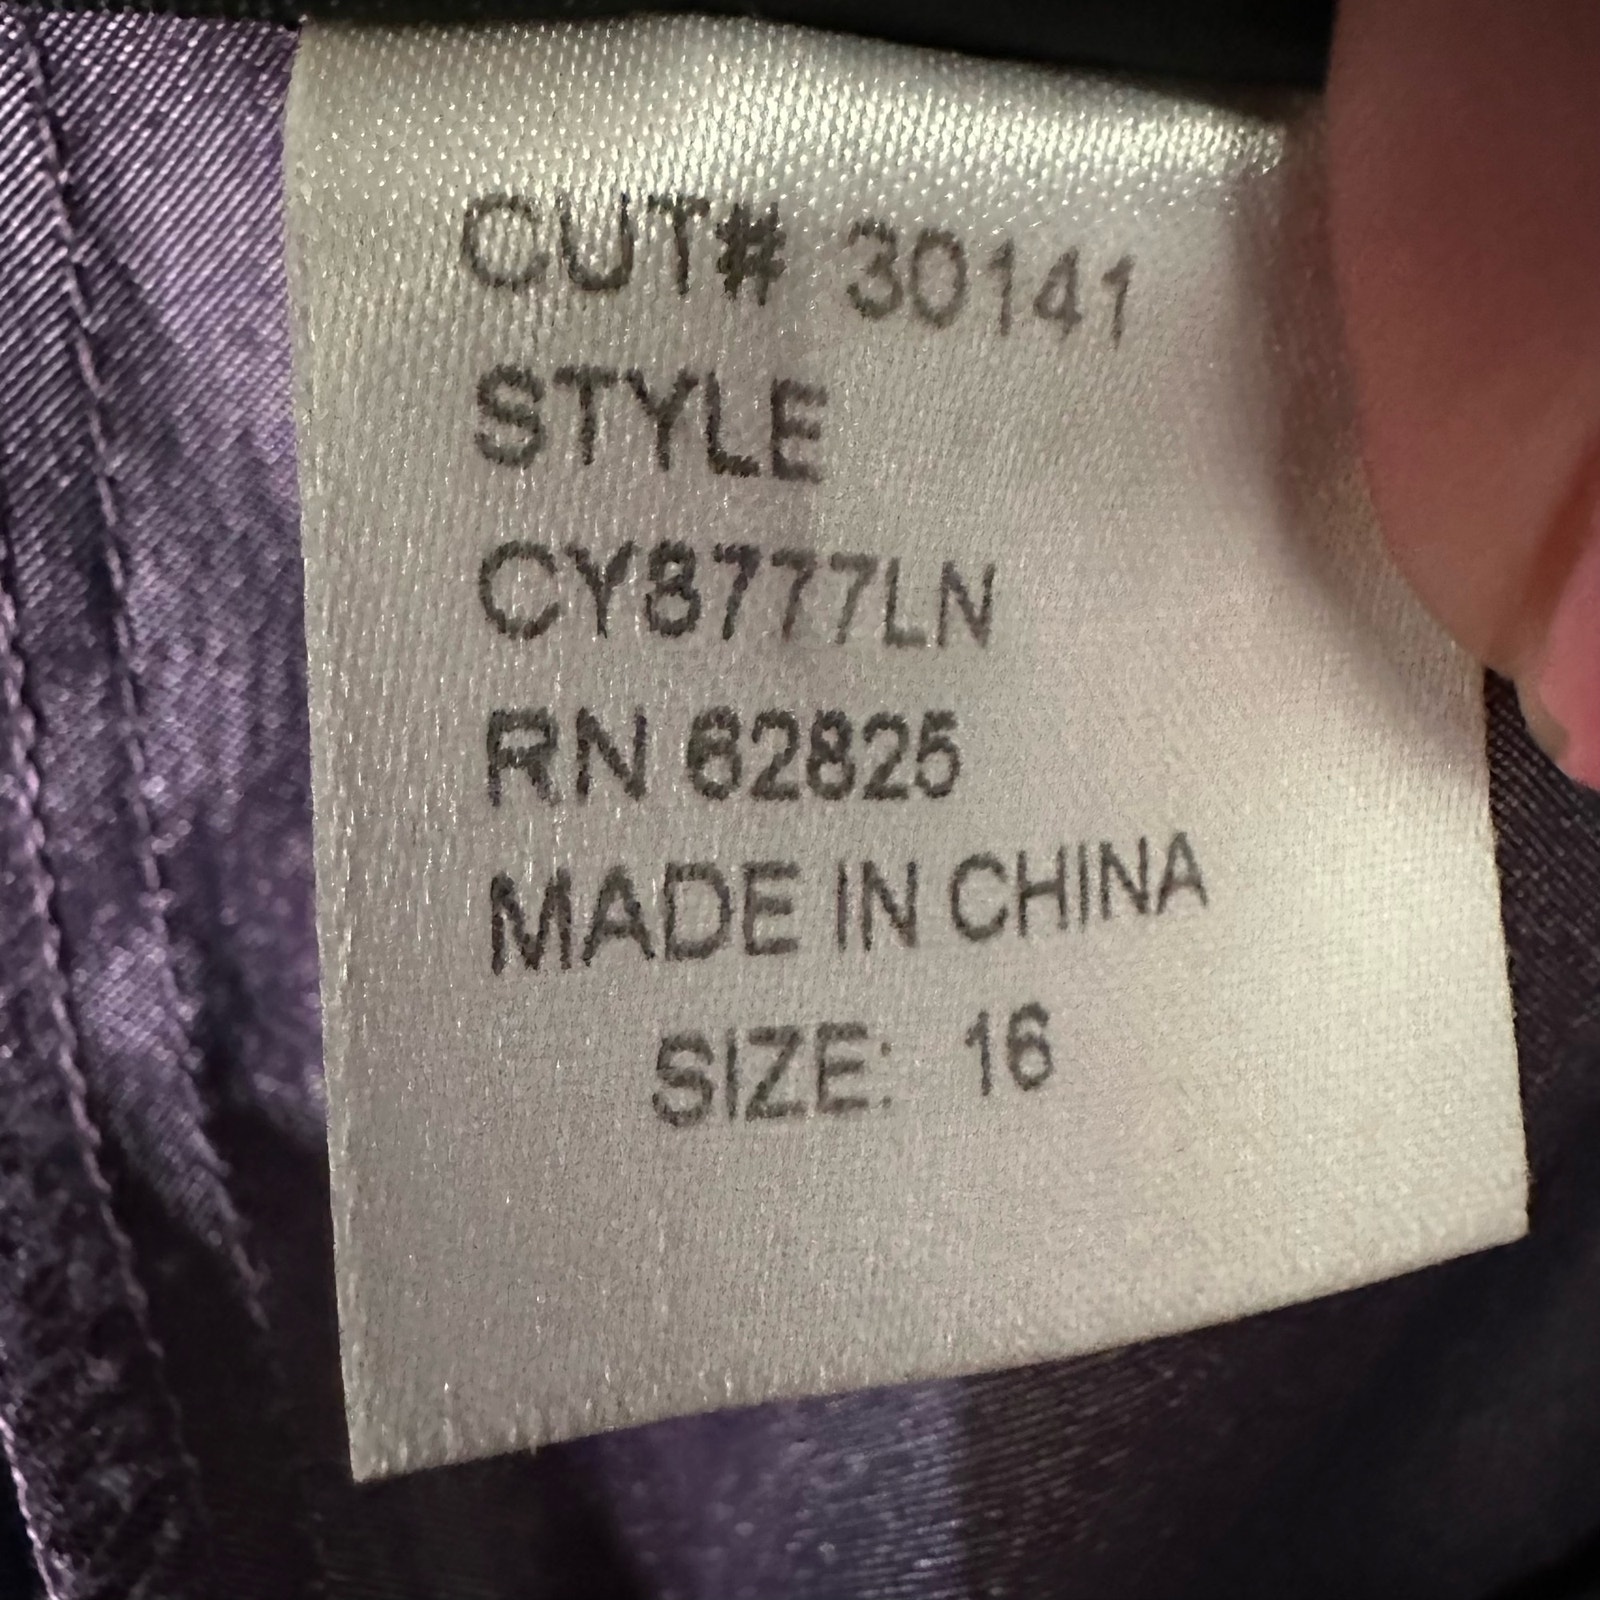 CUT# 30141
STYLE
CY8777LN
RN 62825
MADE IN CHINA
SIZE: 16